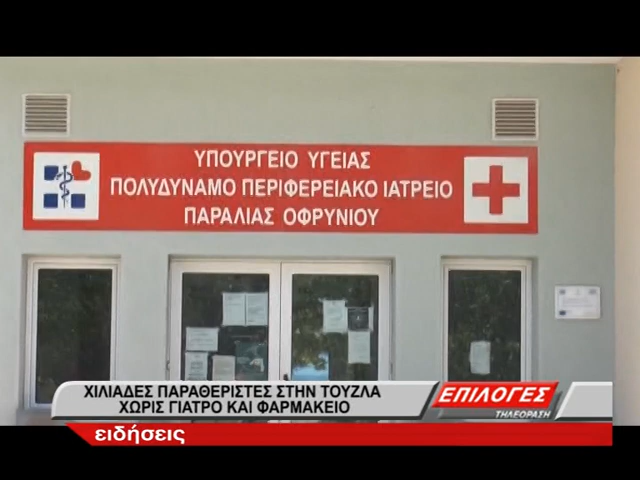 ΥΠΟΥΡΓΕΙΟ ΥΓΕΙΑΣ
ΠΟΛΥΔΥΝΑΜΟ ΠΕΡΙΦΕΡΕΙΑΚΟ ΙΑΤΡΕΙΟ
ΠΑΡΑΛΙΑΣ ΟΦΡΥΝΙΟΥ
ΧΙΛΙΑΔΕΣ ΠΑΡΑΘΕΡΙΣΤΕΣ ΣΤΗΝ ΤΟΥΖΛΑ
ΧΩΡΙΣ ΓΙΑΤΡΟ ΚΑΙ ΦΑΡΜΑΚΕΙΟ
ΕΠΙΛΟΓΕΣ
ΤΗΛΕΟΡΑΣΗ
ειδήσεις